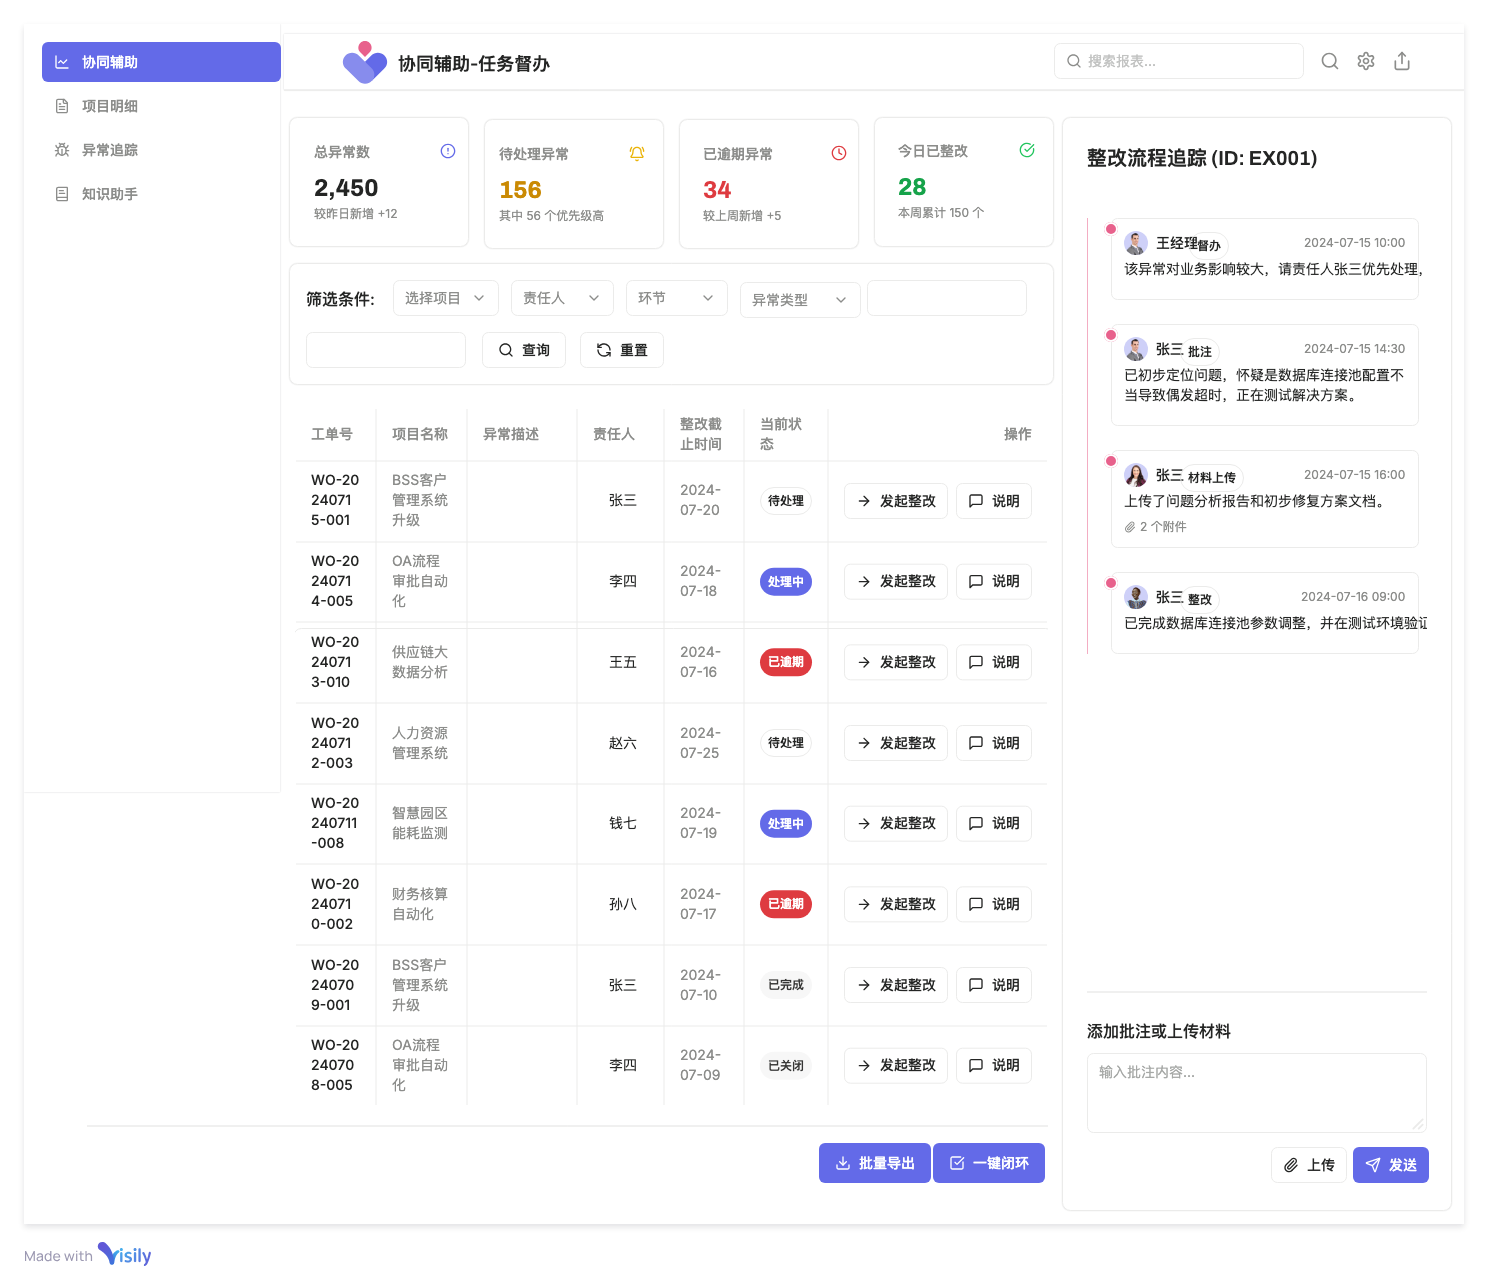 协同辅助
项目明细
异常追踪
知识助手
协同辅助-任务督办
搜索报表...
总异常数
2,450
较昨日新增 +12
待处理异常
156
其中 56 个优先级高
已逾期异常
34
较上周新增 +5
今日已整改
28
本周累计 150 个
筛选条件:
选择项目
责任人
环节
异常类型
查询
重置
工单号
项目名称
异常描述
责任人
整改截
止时间
当前状
态
操作
WO-20
24071
5-001
BSS客户
管理系统
升级
张三
2024-
07-20
待处理
发起整改
说明
WO-20
24071
4-005
OA流程
审批自动
化
李四
2024-
07-18
处理中
发起整改
说明
WO-20
24071
3-010
供应链大
数据分析
王五
2024-
07-16
已逾期
发起整改
说明
WO-20
24071
2-003
人力资源
管理系统
赵六
2024-
07-25
待处理
发起整改
说明
WO-20
240711
-008
智慧园区
能耗监测
钱七
2024-
07-19
处理中
发起整改
说明
WO-20
24071
0-002
财务核算
自动化
孙八
2024-
07-17
已逾期
发起整改
说明
WO-20
24070
9-001
BSS客户
管理系统
升级
张三
2024-
07-10
已完成
发起整改
说明
WO-20
24070
8-005
OA流程
审批自动
化
李四
2024-
07-09
已关闭
发起整改
说明
批量导出
一键闭环
整改流程追踪 (ID: EX001)
王经理
督办
2024-07-15 10:00
该异常对业务影响较大，请责任人张三优先处理，
张三
批注
2024-07-15 14:30
已初步定位问题，怀疑是数据库连接池配置不
当导致偶发超时，正在测试解决方案。
张三
材料上传
2024-07-15 16:00
上传了问题分析报告和初步修复方案文档。
2 个附件
张三
整改
2024-07-16 09:00
已完成数据库连接池参数调整，并在测试环境验证
添加批注或上传材料
输入批注内容...
上传
发送
Made with Visily